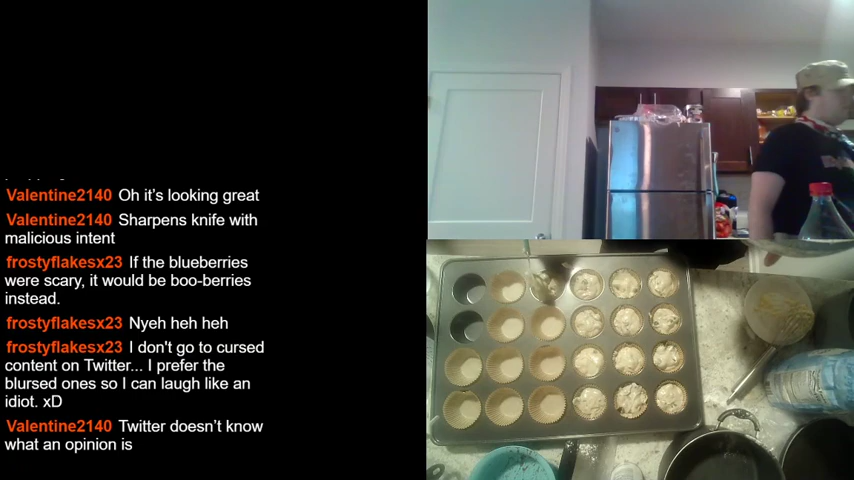 Valentine2140 Oh it's looking great
Valentine2140 Sharpens knife with
malicious intent
frostyflakesx23 If the blueberries
were scary, it would be boo-berries
instead.
frostyflakesx23 Nyeh heh heh
frostyflakesx23 I don't go to cursed
content on Twitter... I prefer the
blursed ones so I can laugh like an
idiot. xD
Valentine2140 Twitter doesn't know
what an opinion is